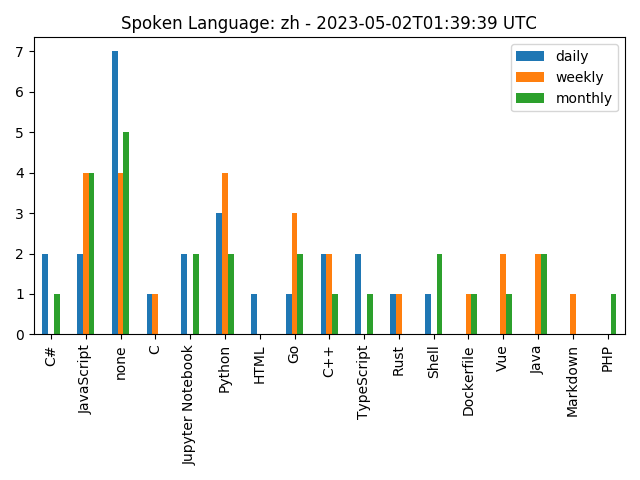 Spoken Language: zh - 2023-05-02T01:39:39 UTC
daily
weekly
monthly
7
6
5
4
3
2
1
0
C#
JavaScript
none
C
Jupyter Notebook
Python
HTML
Go
C++
TypeScript
Rust
Shell
Dockerfile
Vue
Java
Markdown
PHP